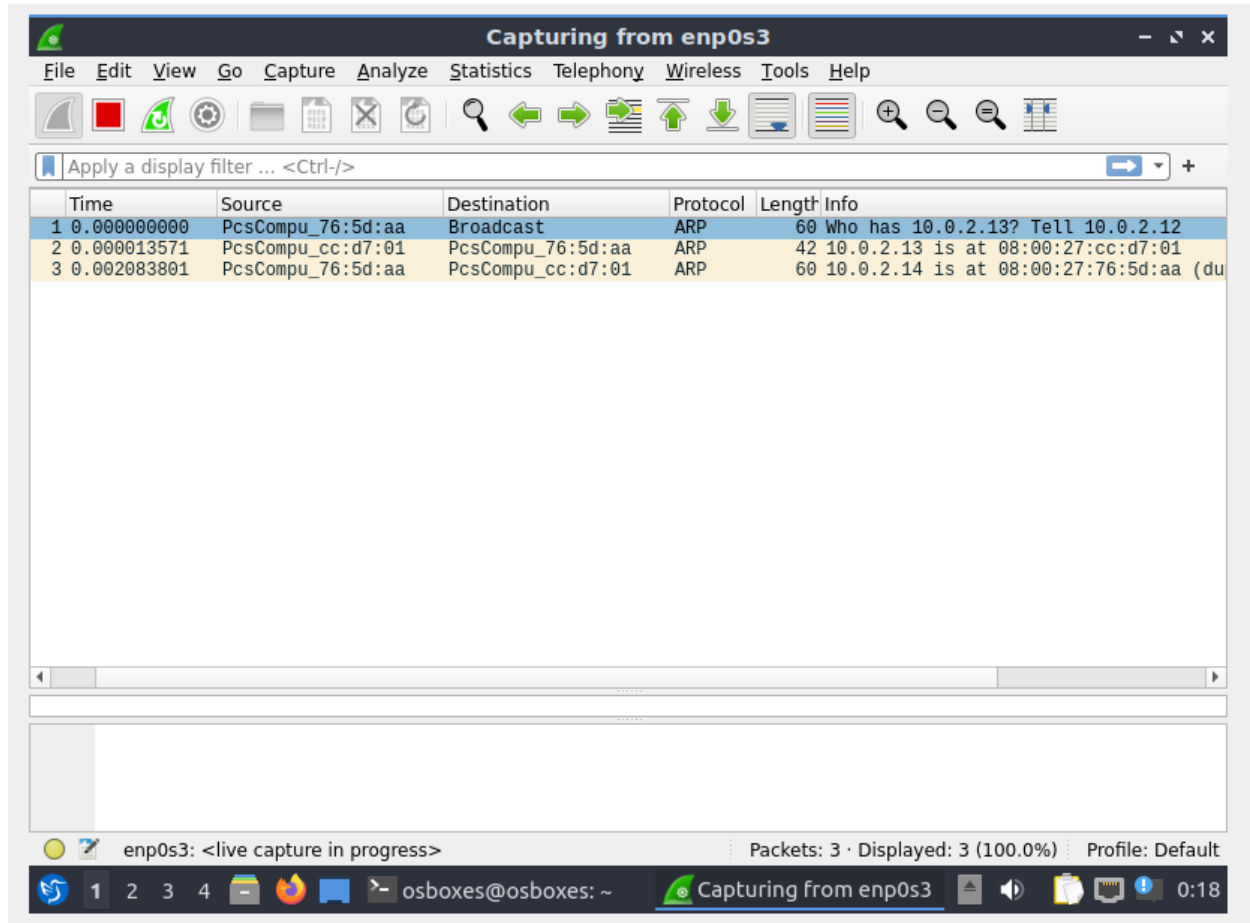 Capturing from enp0s3
File Edit View Go Capture Analyze Statistics Telephony Wireless Tools Help
Apply a display filter ... <Ctrl-/>
+
Time Source Destination Protocol Length Info
1 0.000000000 PcsCompu_76:5d:aa Broadcast ARP 60 Who has 10.0.2.13? Tell 10.0.2.12
2 0.000013571 PcsCompu_cc:d7:01 PcsCompu_76:5d:aa ARP 42 10.0.2.13 is at 08:00:27:cc:d7:01
3 0.002083801 PcsCompu_76:5d:aa PcsCompu_cc:d7:01 ARP 60 10.0.2.14 is at 08:00:27:76:5d:aa (du
enp0s3: <live capture in progress> Packets: 3 · Displayed: 3 (100.0%) Profile: Default
1 2 3 4 osboxes@osboxes: ~ Capturing from enp0s3 0:18